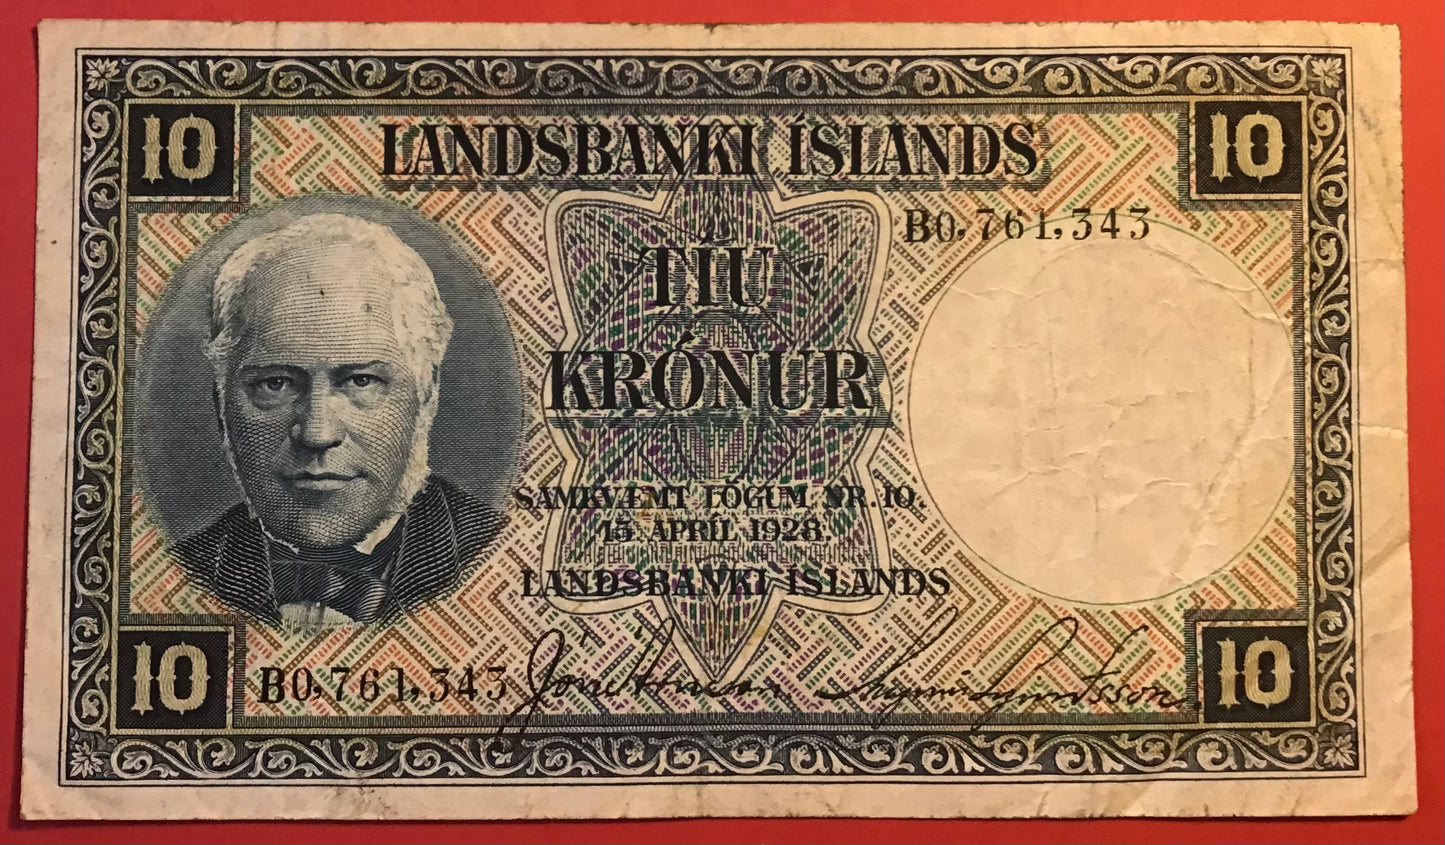 10 LANDSBANKI ÍSLANDS 10
B0,761,343
TÍU
KRÓNUR
SAMKVÆMT LÖGUM NR. 10.
15. APRÍL 1928.
LANDSBANKI ÍSLANDS
10 B0,761,343 10